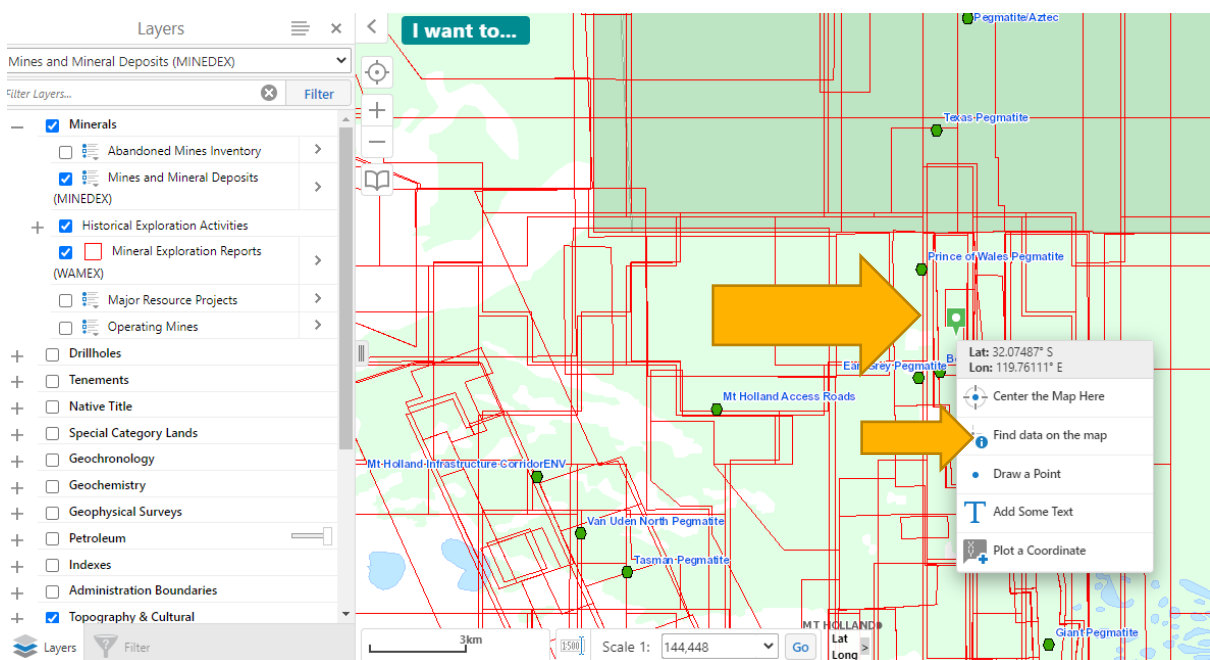 Layers
Mines and Mineral Deposits (MINEDEX)
Filter Layers...
Filter
Minerals
Abandoned Mines Inventory
Mines and Mineral Deposits
(MINEDEX)
Historical Exploration Activities
Mineral Exploration Reports
(WAMEX)
Major Resource Projects
Operating Mines
Drillholes
Tenements
Native Title
Special Category Lands
Geochronology
Geochemistry
Geophysical Surveys
Petroleum
Indexes
Administration Boundaries
Topography & Cultural
Layers
Filter
I want to...
Pegmatite/Aztec
Texas Pegmatite
Prince of Wales Pegmatite
Earl Grey Pegmatite
Mt Holland Access Roads
Mt Holland Infrastructure CorridorENV
Van Uden North Pegmatite
Tasman Pegmatite
MT HOLLAND
Giant Pegmatite
Lat: 32.07487° S
Lon: 119.76111° E
Center the Map Here
Find data on the map
Draw a Point
Add Some Text
Plot a Coordinate
3km
1:500
Scale 1:
144,448
Go
Lat
Long